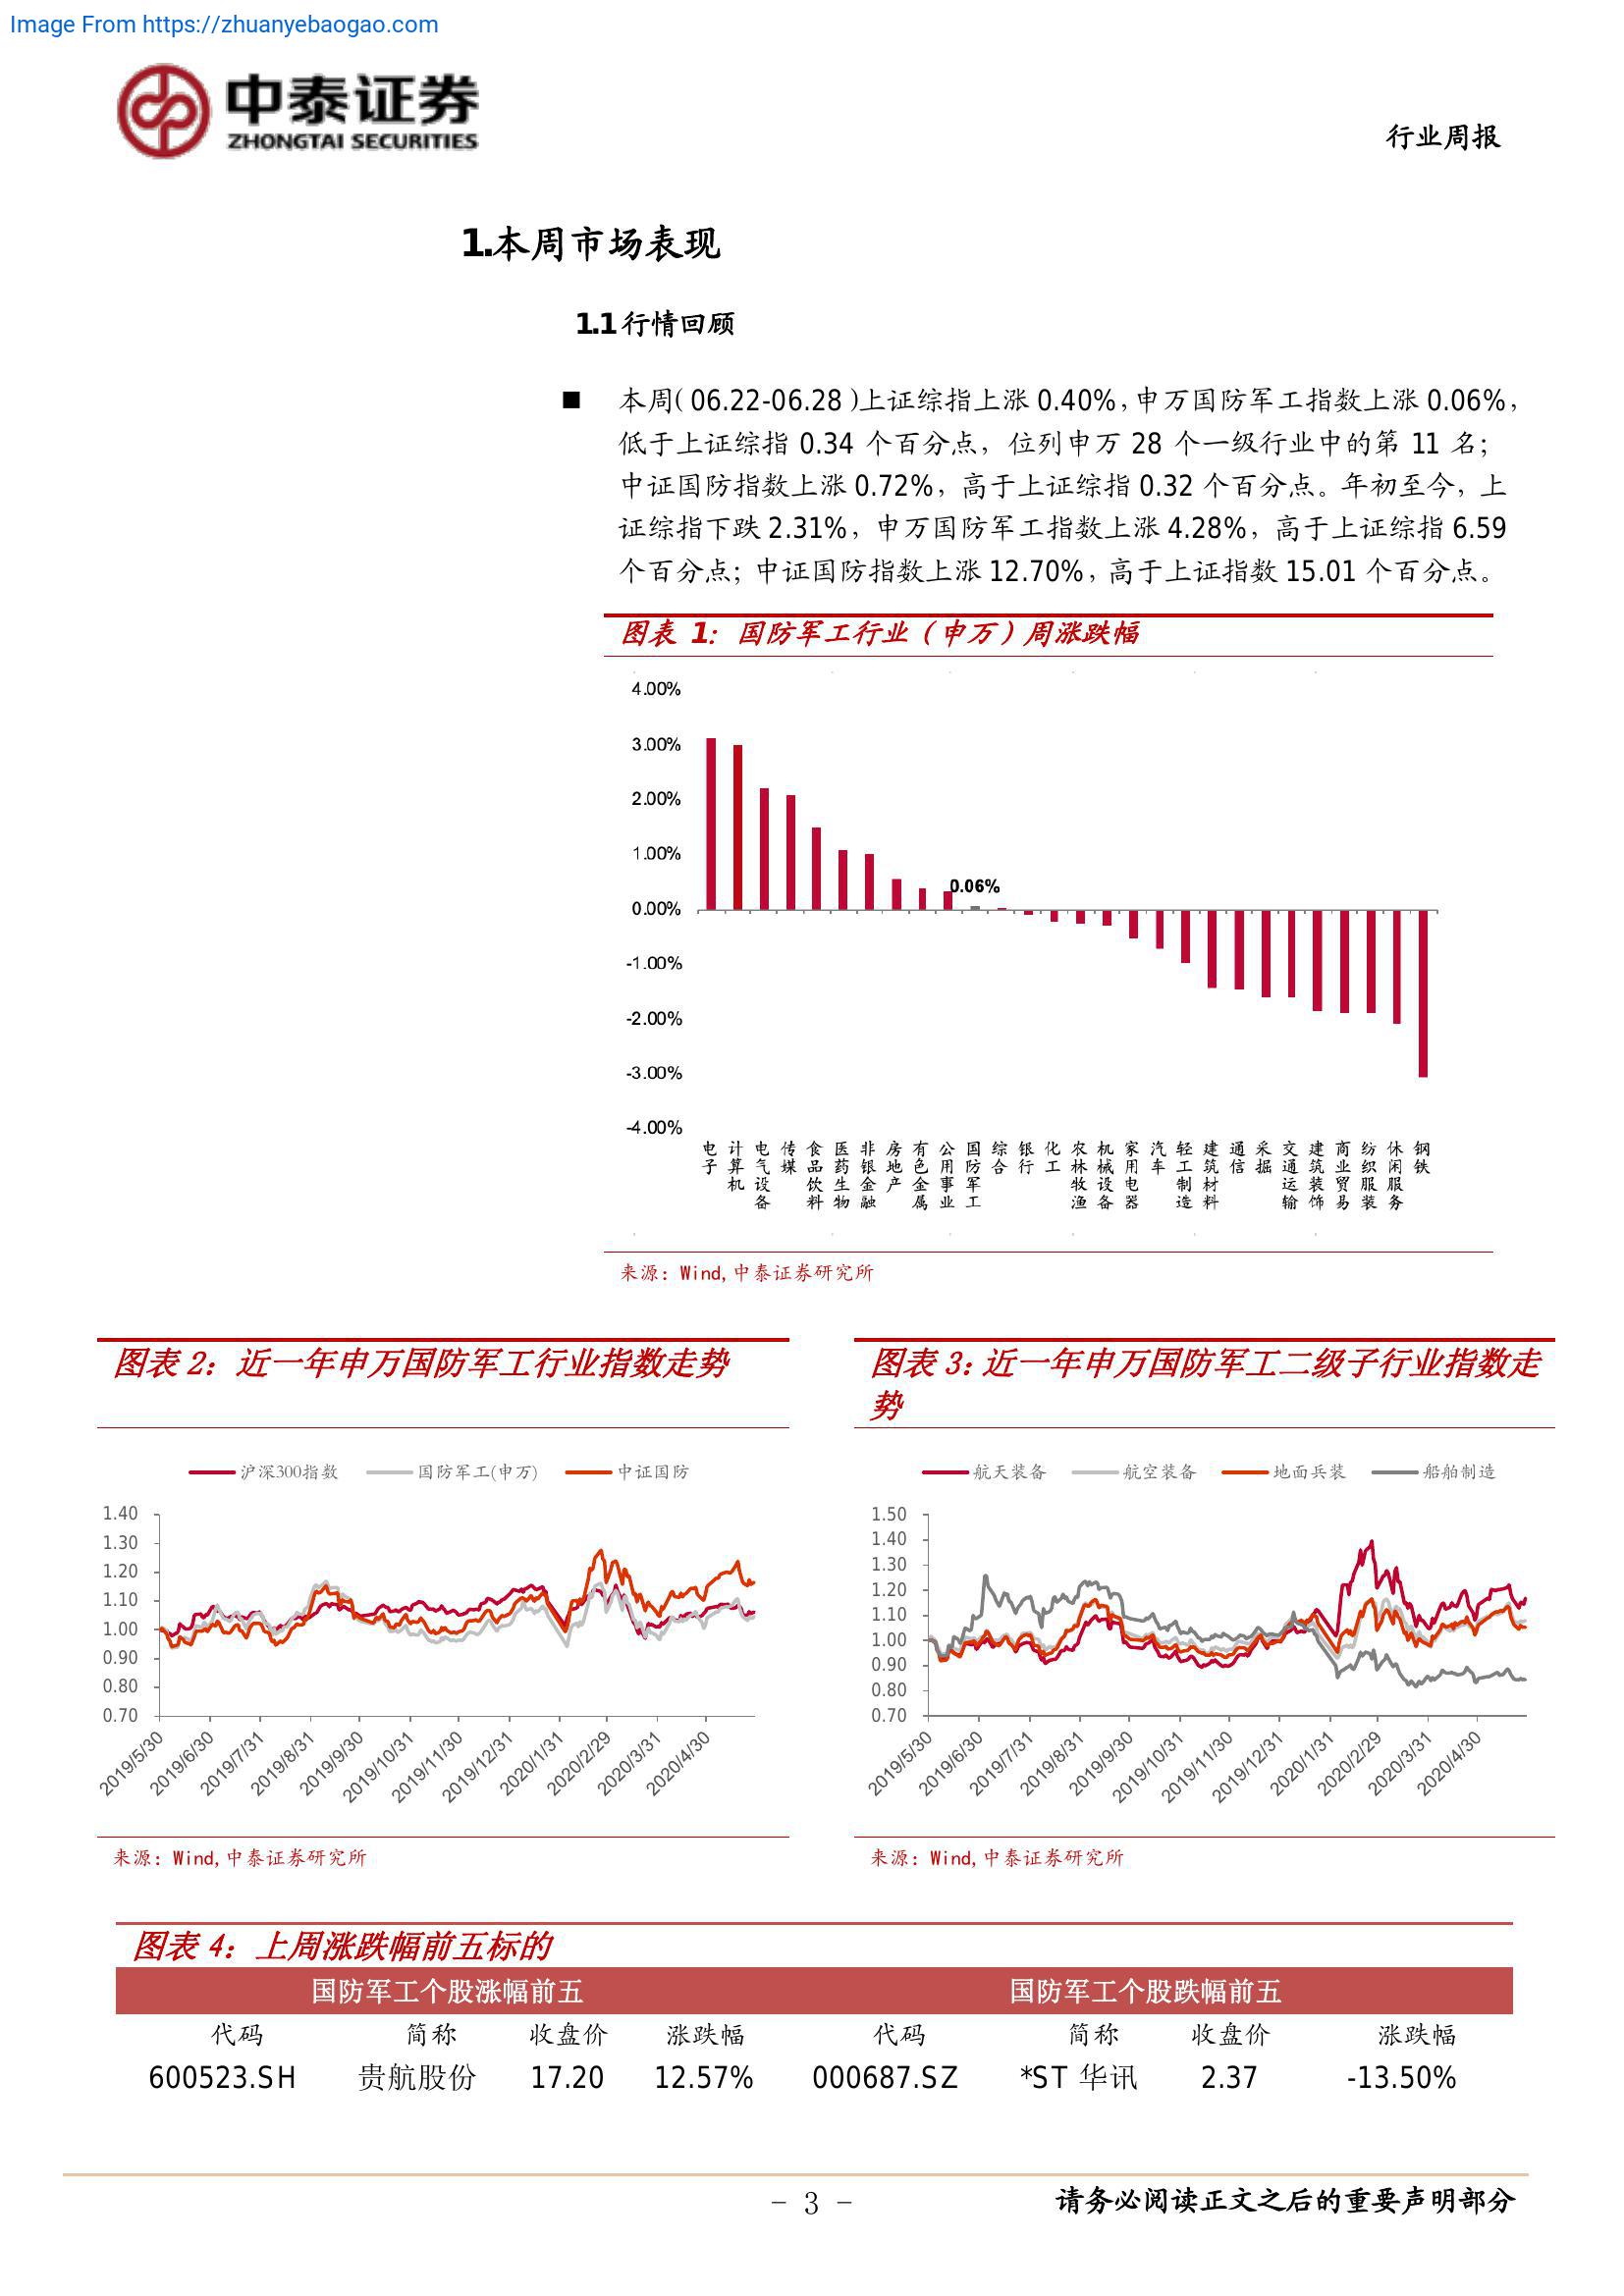 Image From https://zhuanyebaogao.com
中泰证券
ZHONGTAI SECURITIES
行业周报
1.本周市场表现
1.1 行情回顾
■ 本周（06.22-06.28）上证综指上涨 0.40%，申万国防军工指数上涨 0.06%，
低于上证综指 0.34 个百分点，位列申万 28 个一级行业中的第 11 名；
中证国防指数上涨 0.72%，高于上证综指 0.32 个百分点。年初至今，上
证综指下跌 2.31%，申万国防军工指数上涨 4.28%，高于上证综指 6.59
个百分点；中证国防指数上涨 12.70%，高于上证指数 15.01 个百分点。
图表 1：国防军工行业（申万）周涨跌幅
4.00%
3.00%
2.00%
1.00%
0.06%
0.00%
-1.00%
-2.00%
-3.00%
-4.00%
电子 计算机 电气设备 传媒 食品饮料 医药生物 非银金融 房地产 有色金属 公用事业 国防军工 综合 银行 化工 农林牧渔 机械设备 家用电器 汽车 轻工制造 建筑材料 通信 采掘 交通运输 建筑装饰 商业贸易 纺织服装 休闲服务 钢铁
来源：Wind,中泰证券研究所
图表 2：近一年申万国防军工行业指数走势
沪深300指数 国防军工(申万) 中证国防
1.40
1.30
1.20
1.10
1.00
0.90
0.80
0.70
2019/5/30 2019/6/30 2019/7/31 2019/8/31 2019/9/30 2019/10/31 2019/11/30 2019/12/31 2020/1/31 2020/2/29 2020/3/31 2020/4/30
来源：Wind,中泰证券研究所
图表 3：近一年申万国防军工二级子行业指数走
势
航天装备 航空装备 地面兵装 船舶制造
1.50
1.40
1.30
1.20
1.10
1.00
0.90
0.80
0.70
2019/5/30 2019/6/30 2019/7/31 2019/8/31 2019/9/30 2019/10/31 2019/11/30 2019/12/31 2020/1/31 2020/2/29 2020/3/31 2020/4/30
来源：Wind,中泰证券研究所
图表 4：上周涨跌幅前五标的
国防军工个股涨幅前五 国防军工个股跌幅前五
代码 简称 收盘价 涨跌幅 代码 简称 收盘价 涨跌幅
600523.SH 贵航股份 17.20 12.57% 000687.SZ *ST 华讯 2.37 -13.50%
- 3 -
请务必阅读正文之后的重要声明部分